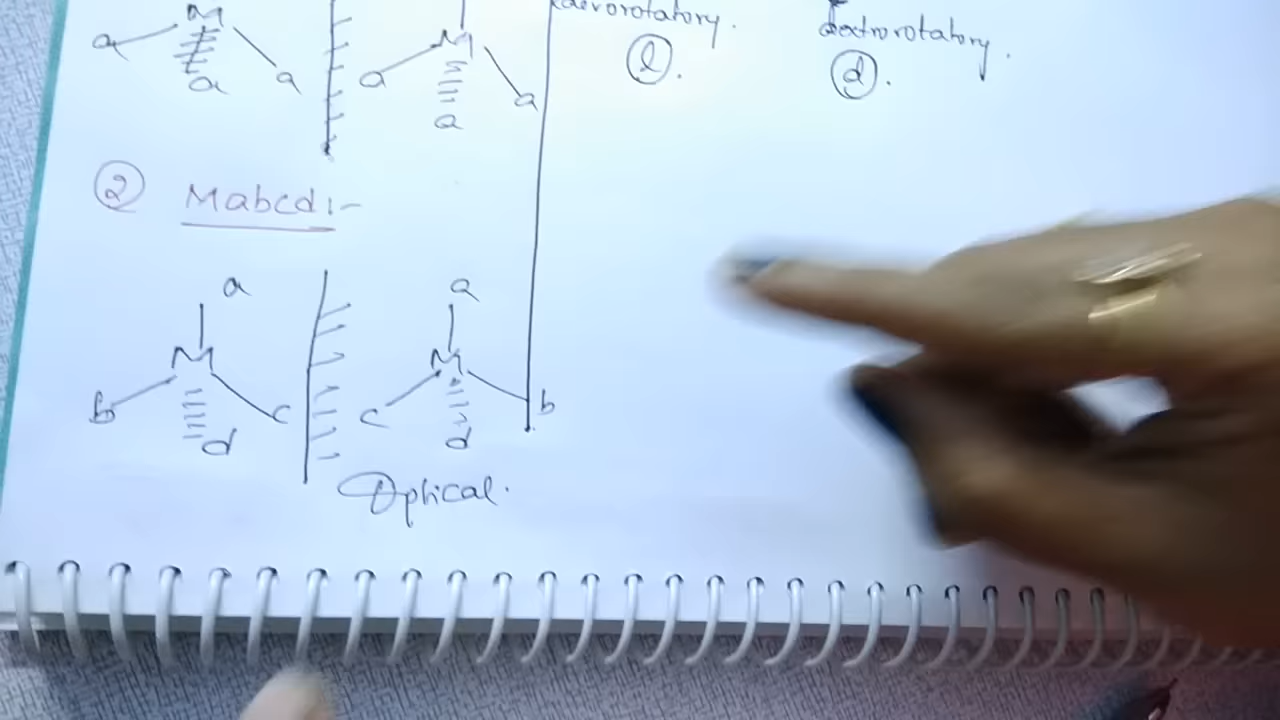 M
a a a
M
a a a
laevorotatory.
l.
dextrorotatory.
d.
② Mabcd:-
a
M
b c
d
a
M
c b
d
Optical.